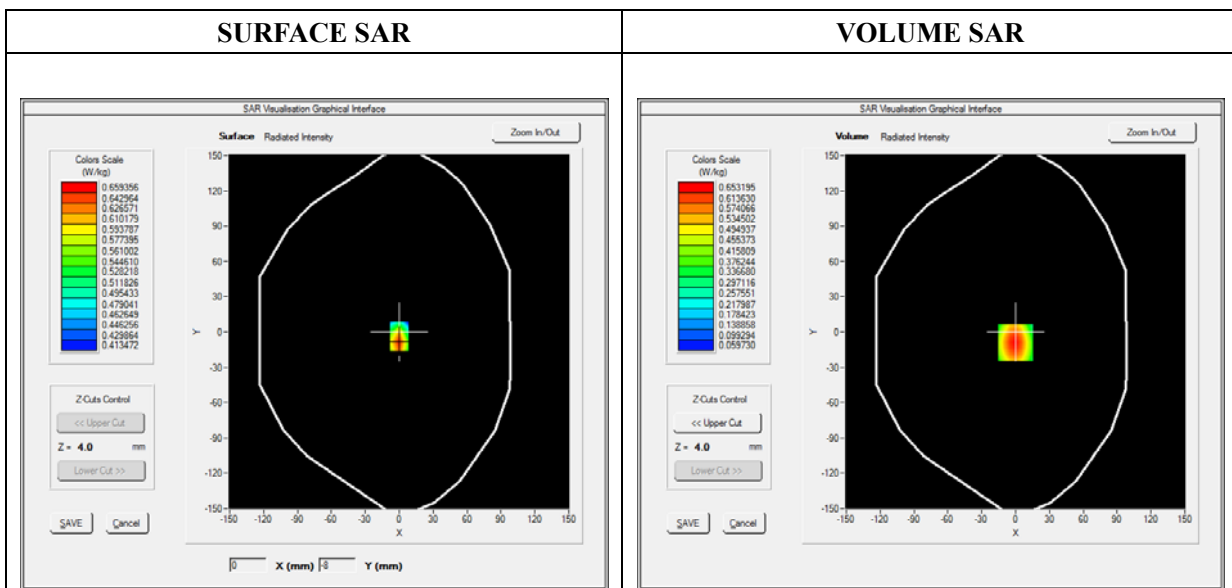 SURFACE SAR
VOLUME SAR
SAR Visualisation Graphical Interface
Surface Radiated Intensity
Zoom In/Out
Colors Scale
(W/kg)
0.659356
0.642964
0.626571
0.610179
0.593787
0.577395
0.561002
0.544610
0.528218
0.511826
0.495433
0.479041
0.462649
0.446256
0.429864
0.413472
Z-Cuts Control
<< Upper Cut
Z = 4.0 mm
Lower Cut >>
SAVE Cancel
150
120
90
60
30
0
-30
-60
-90
-120
-150
Y
-150 -120 -90 -60 -30 0 30 60 90 120 150
X
0 X (mm) -8 Y (mm)
SAR Visualisation Graphical Interface
Volume Radiated Intensity
Zoom In/Out
Colors Scale
(W/kg)
0.653195
0.613630
0.574066
0.534502
0.494937
0.455373
0.415809
0.376244
0.336680
0.297116
0.257551
0.217987
0.178423
0.138858
0.099294
0.059730
Z-Cuts Control
<< Upper Cut
Z = 4.0 mm
Lower Cut >>
SAVE Cancel
150
120
90
60
30
0
-30
-60
-90
-120
-150
Y
-150 -120 -90 -60 -30 0 30 60 90 120 150
X